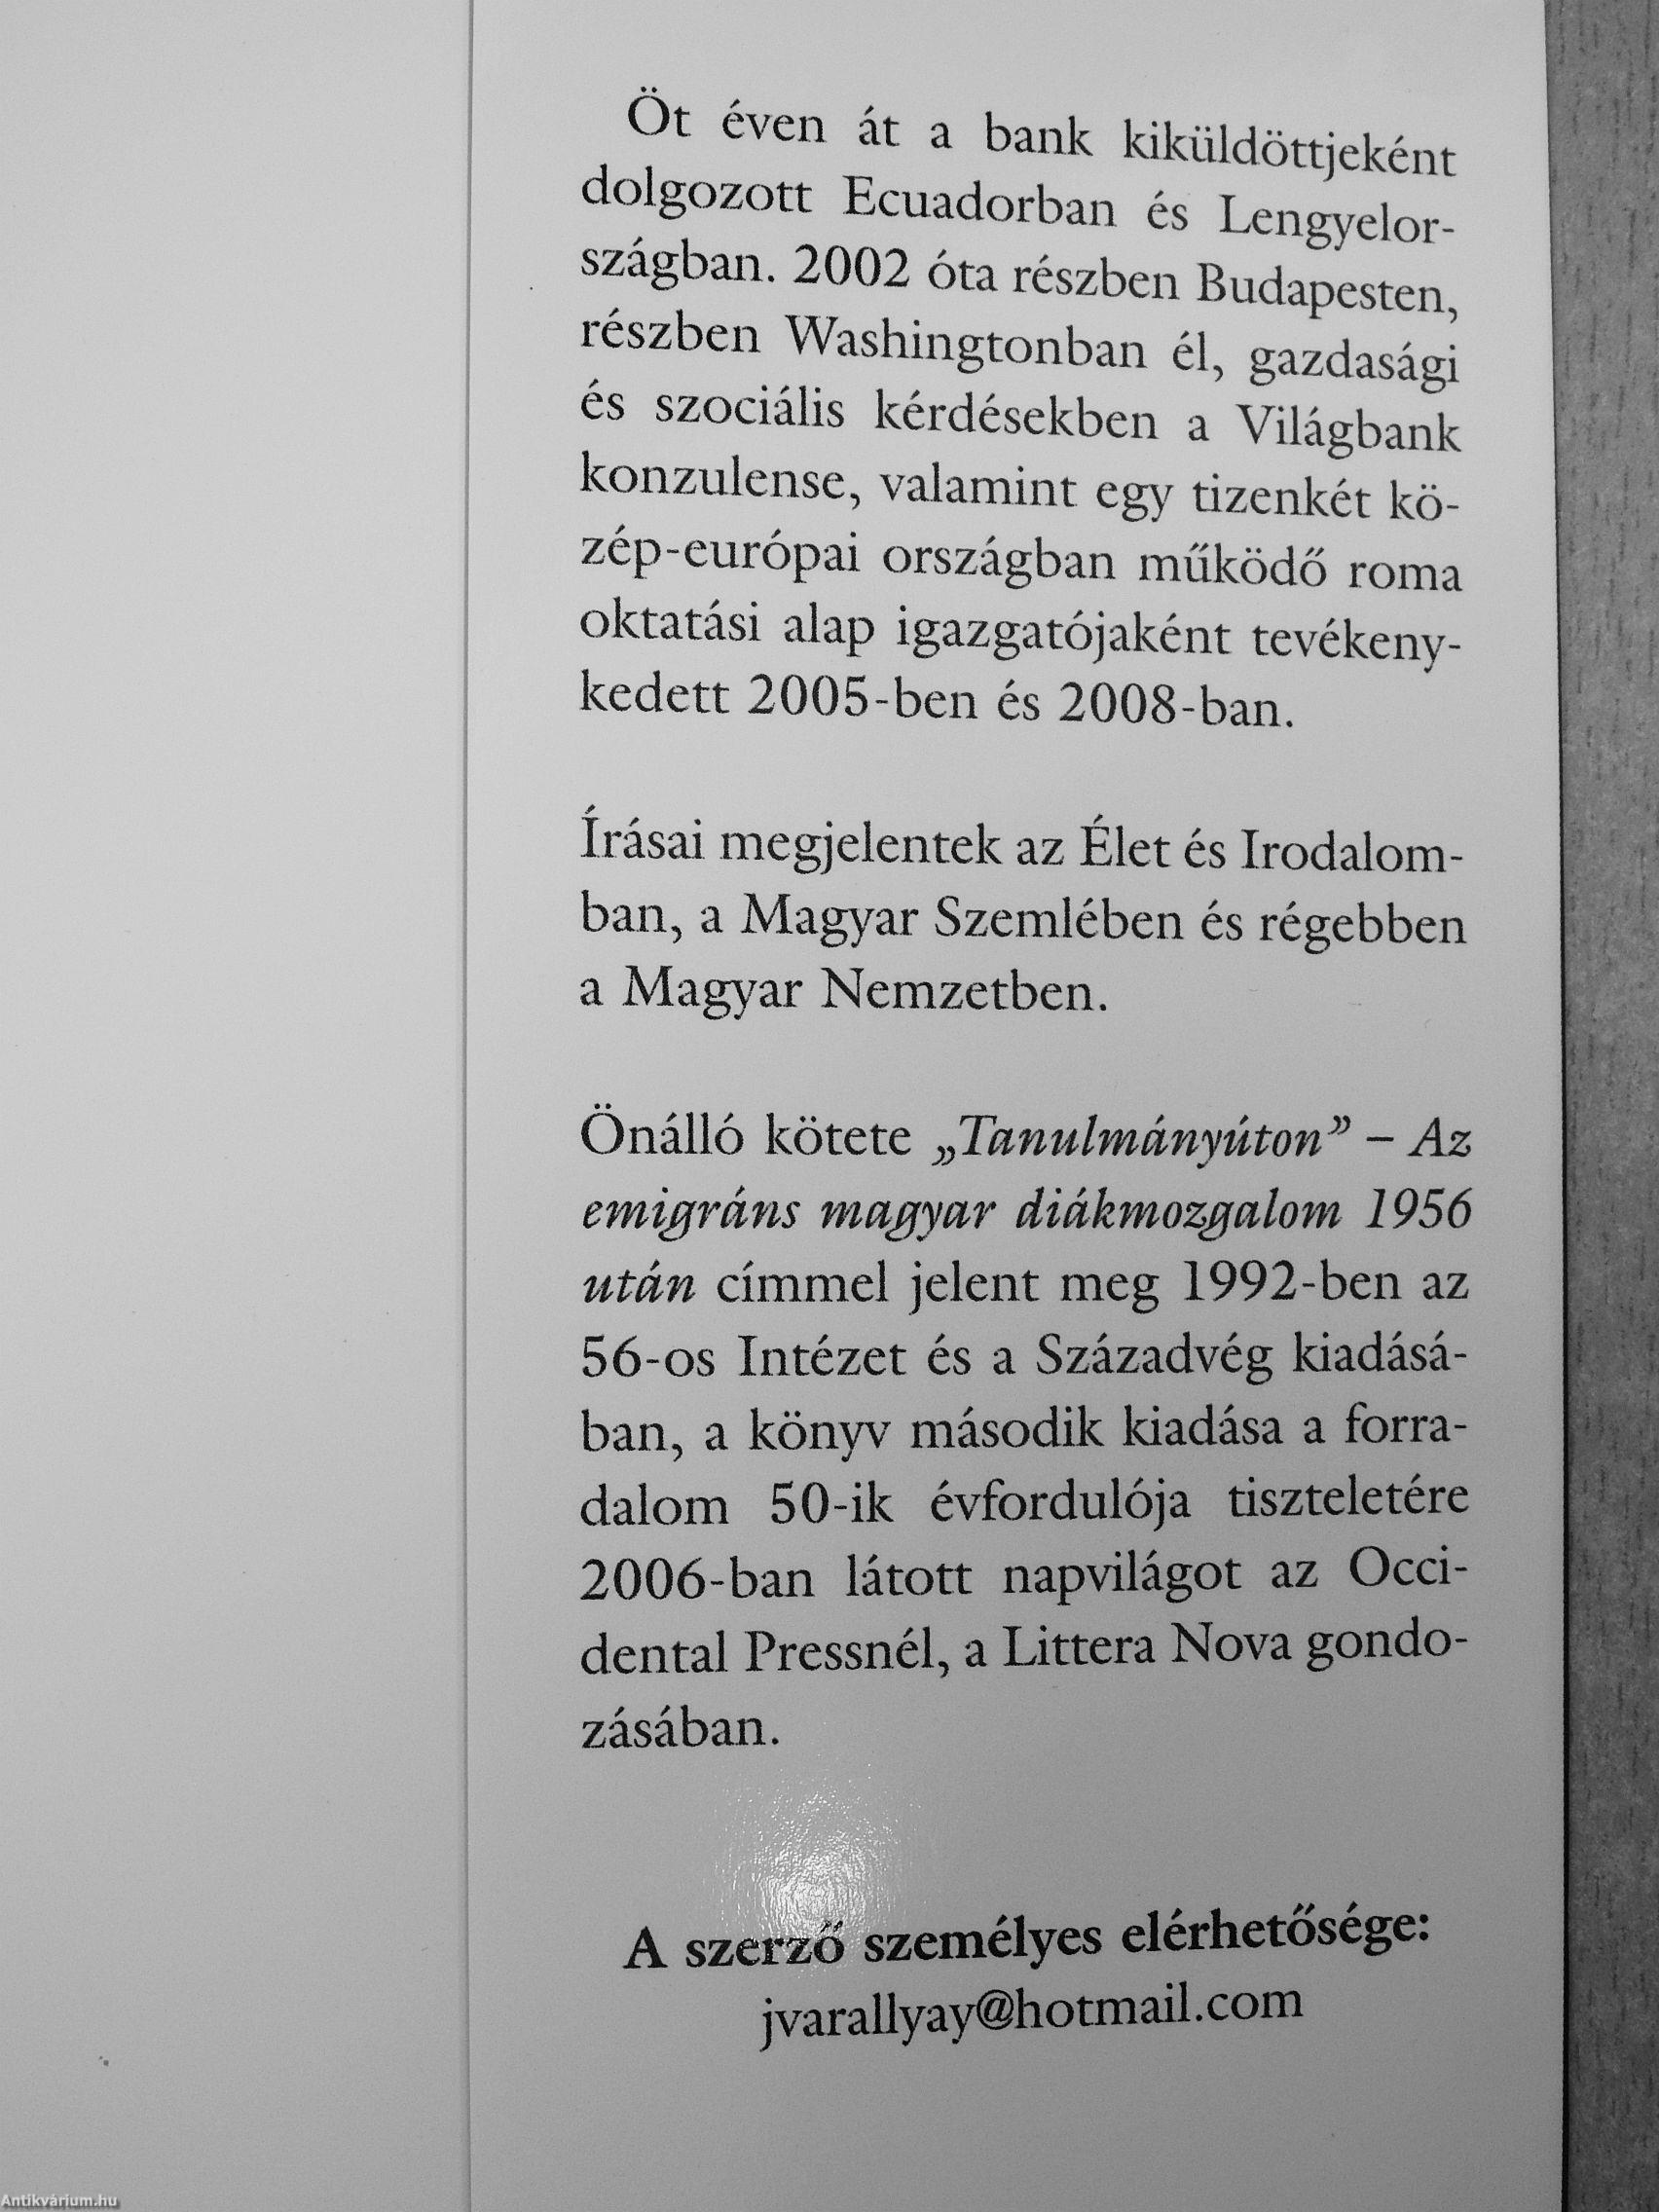 Öt éven át a bank kiküldöttjeként
dolgozott Ecuadorban és Lengyelor-
szágban. 2002 óta részben Budapesten,
részben Washingtonban él, gazdasági
és szociális kérdésekben a Világbank
konzulense, valamint egy tizenkét kö-
zép-európai országban működő roma
oktatási alap igazgatójaként tevékeny-
kedett 2005-ben és 2008-ban.
Írásai megjelentek az Élet és Irodalom-
ban, a Magyar Szemlében és régebben
a Magyar Nemzetben.
Önálló kötete „Tanulmányúton” – Az
emigráns magyar diákmozgalom 1956
után címmel jelent meg 1992-ben az
56-os Intézet és a Századvég kiadásá-
ban, a könyv második kiadása a forra-
dalom 50-ik évfordulója tiszteletére
2006-ban látott napvilágot az Occi-
dental Pressnél, a Littera Nova gondo-
zásában.
A szerző személyes elérhetősége:
jvarallyay@hotmail.com
Antikvárium.hu